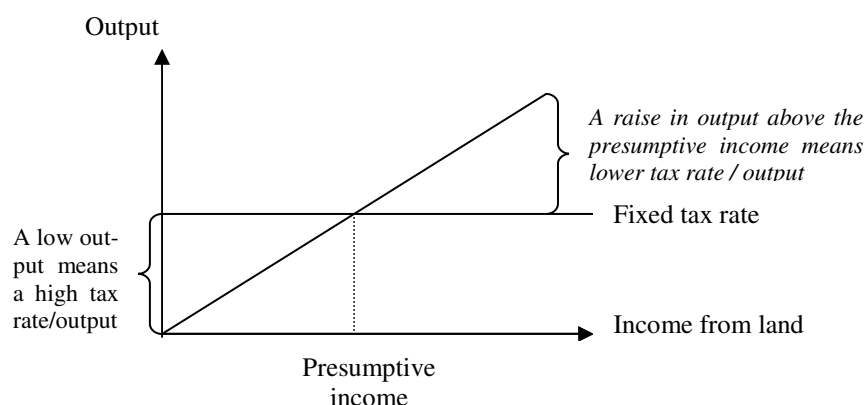 Output
A raise in output above the
presumptive income means
lower tax rate / output
Fixed tax rate
A low out-
put means
a high tax
rate/output
Income from land
Presumptive
income